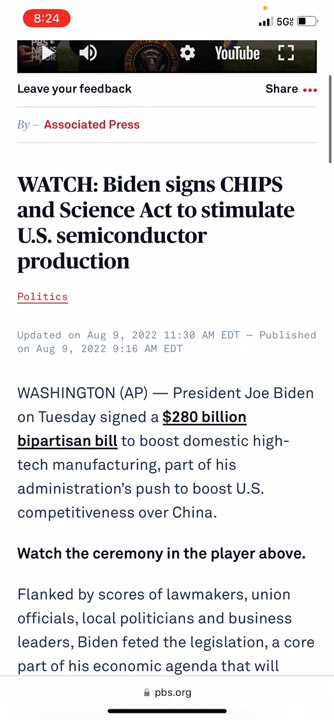 8:24
5G
PBS
NEWS
HOUR
YouTube
Leave your feedback
Share •••
By – Associated Press
WATCH: Biden signs CHIPS
and Science Act to stimulate
U.S. semiconductor
production
Politics
Updated on Aug 9, 2022 11:30 AM EDT — Published
on Aug 9, 2022 9:16 AM EDT
WASHINGTON (AP) — President Joe Biden
on Tuesday signed a $280 billion
bipartisan bill to boost domestic high-
tech manufacturing, part of his
administration’s push to boost U.S.
competitiveness over China.
Watch the ceremony in the player above.
Flanked by scores of lawmakers, union
officials, local politicians and business
leaders, Biden feted the legislation, a core
part of his economic agenda that will
pbs.org